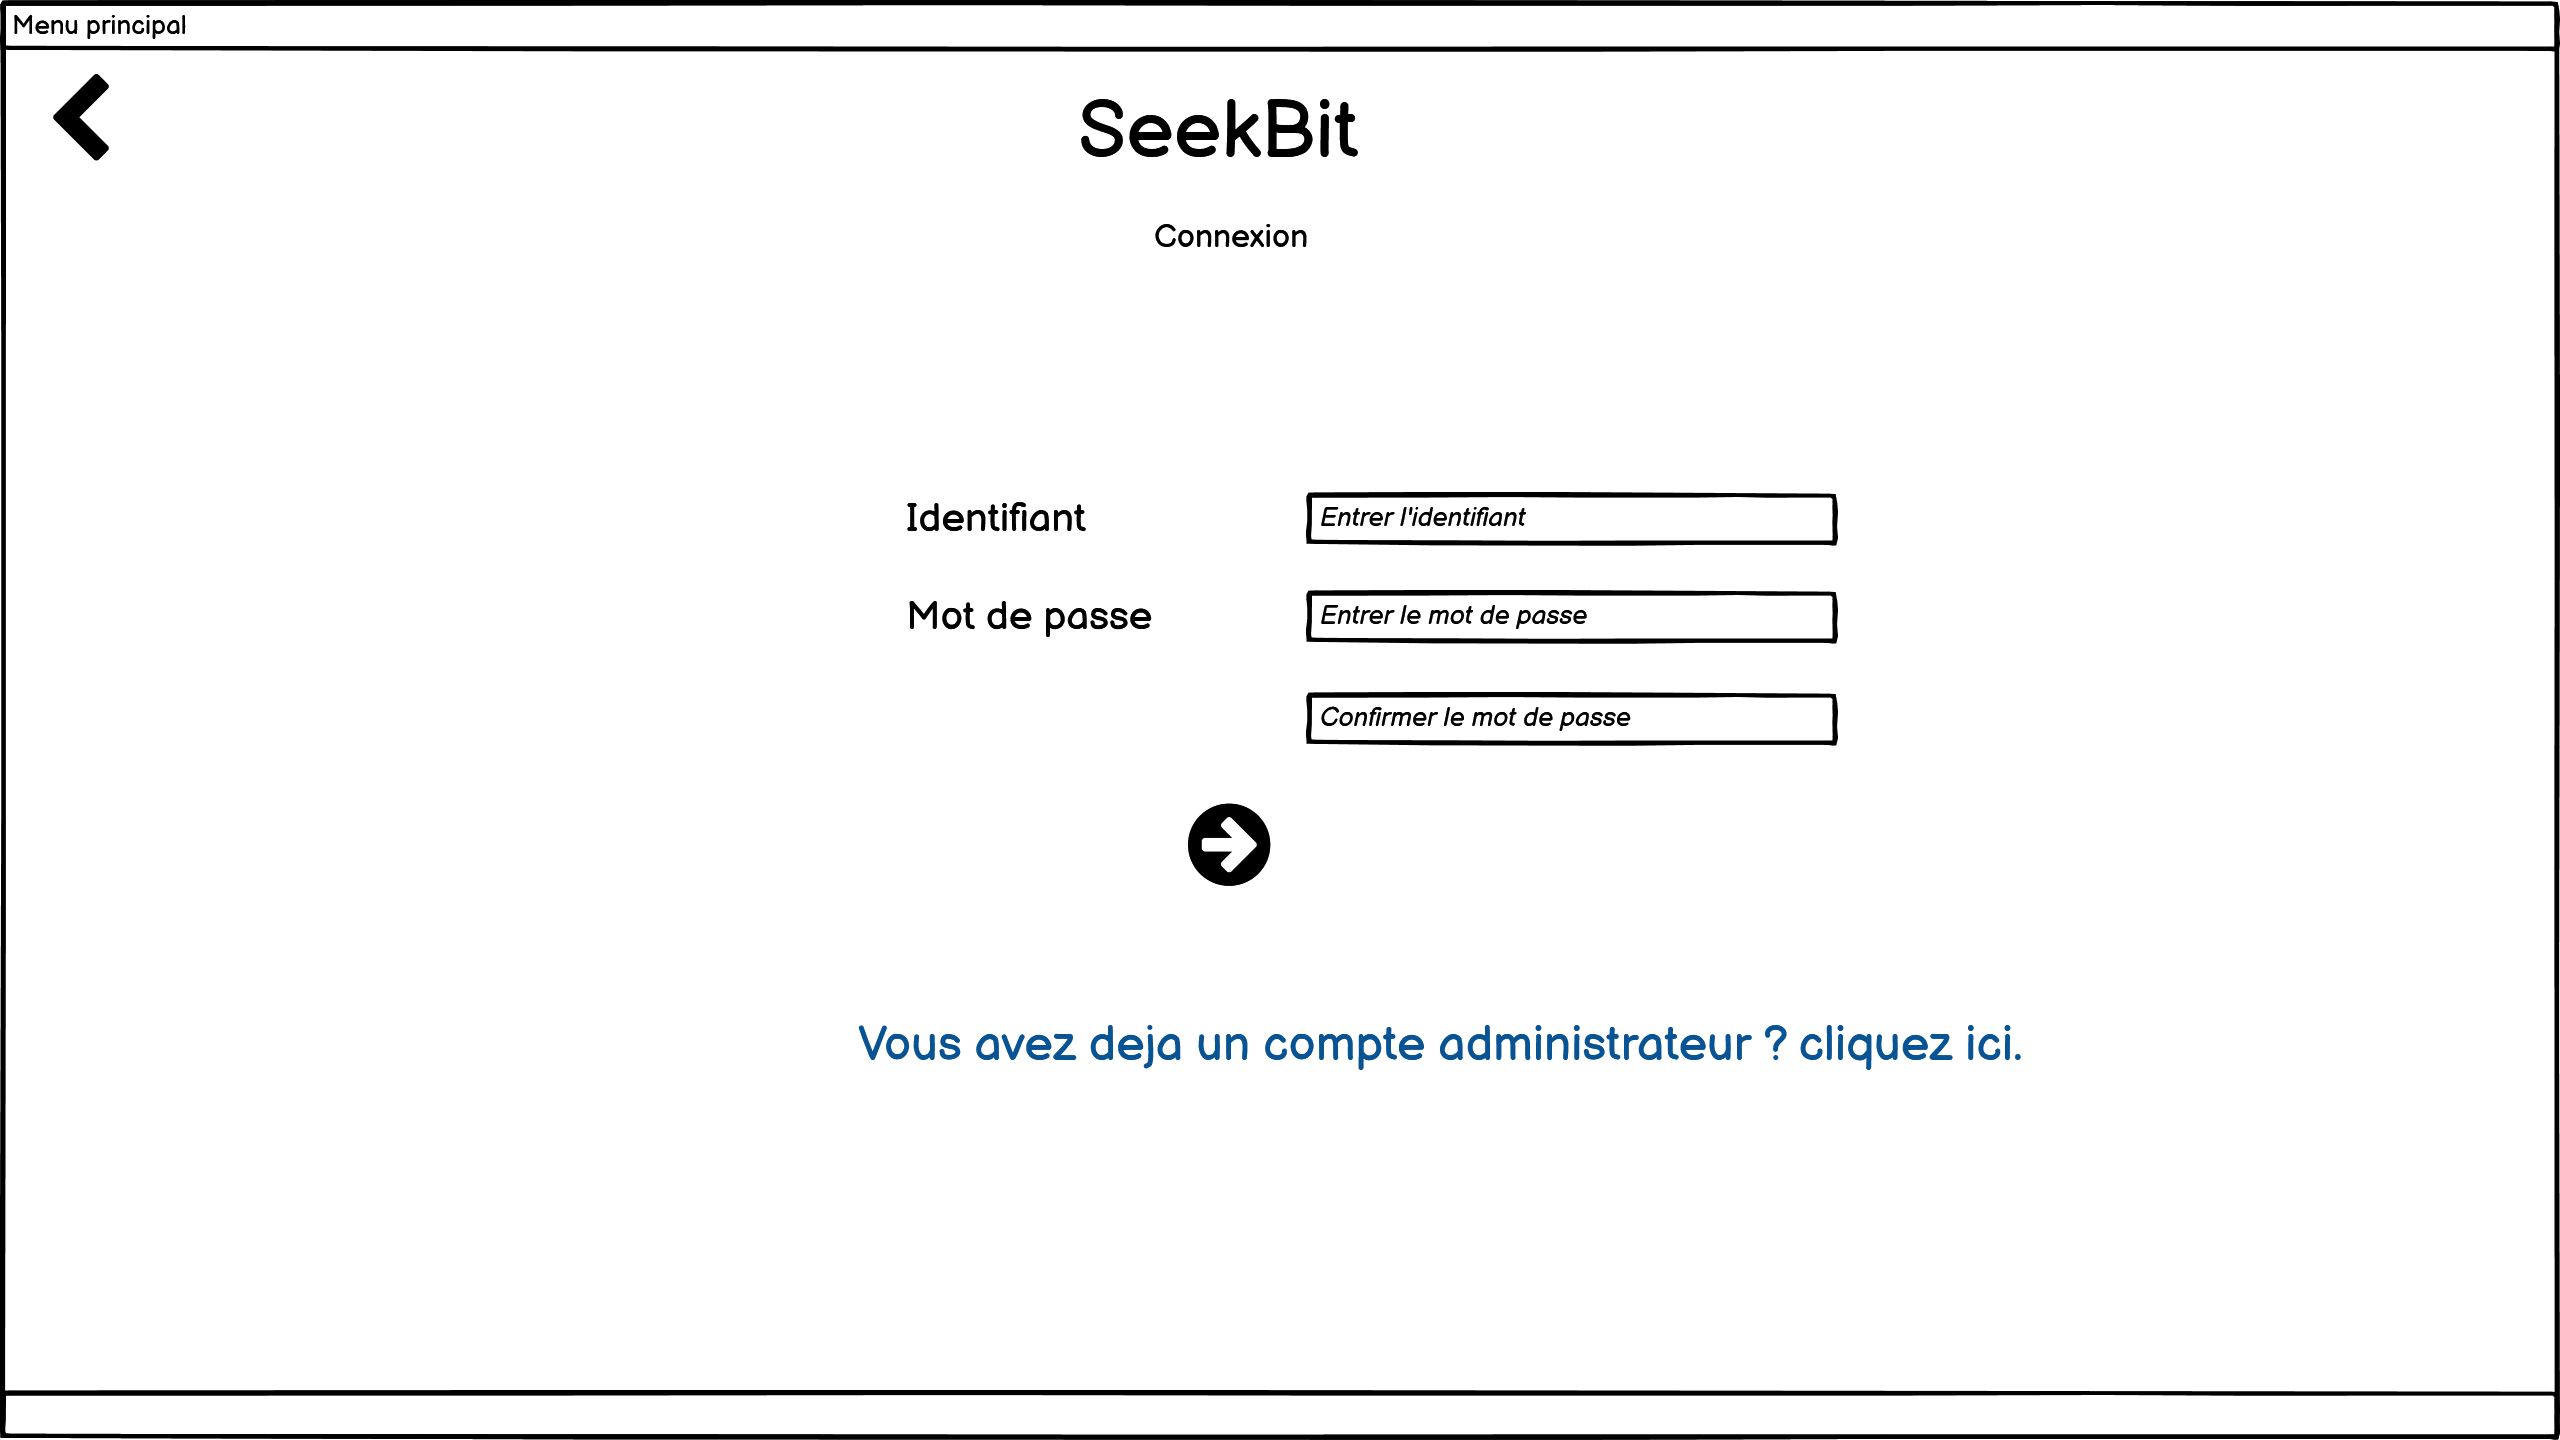 Menu principal
SeekBit
Connexion
Identifiant
Entrer l'identifiant
Mot de passe
Entrer le mot de passe
Confirmer le mot de passe
Vous avez deja un compte administrateur ? cliquez ici.